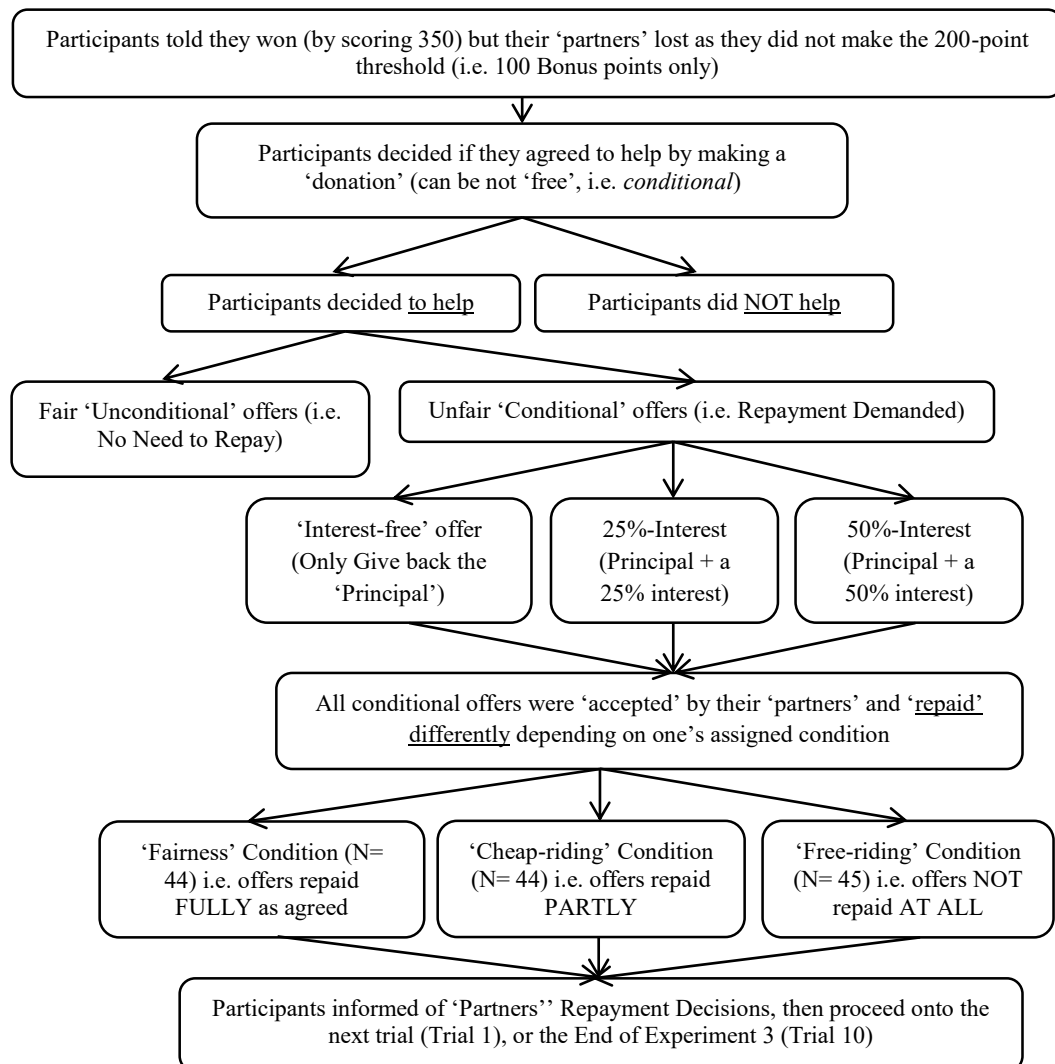 Participants told they won (by scoring 350) but their ‘partners’ lost as they did not make the 200-point
threshold (i.e. 100 Bonus points only)
Participants decided if they agreed to help by making a
‘donation’ (can be not ‘free’, i.e. conditional)
Participants decided to help
Participants did NOT help
Fair ‘Unconditional’ offers (i.e.
No Need to Repay)
Unfair ‘Conditional’ offers (i.e. Repayment Demanded)
‘Interest-free’ offer
(Only Give back the
‘Principal’)
25%-Interest
(Principal + a
25% interest)
50%-Interest
(Principal + a
50% interest)
All conditional offers were ‘accepted’ by their ‘partners’ and ‘repaid’
differently depending on one’s assigned condition
‘Fairness’ Condition (N=
44) i.e. offers repaid
FULLY as agreed
‘Cheap-riding’ Condition
(N= 44) i.e. offers repaid
PARTLY
‘Free-riding’ Condition
(N= 45) i.e. offers NOT
repaid AT ALL
Participants informed of ‘Partners’’ Repayment Decisions, then proceed onto the
next trial (Trial 1), or the End of Experiment 3 (Trial 10)